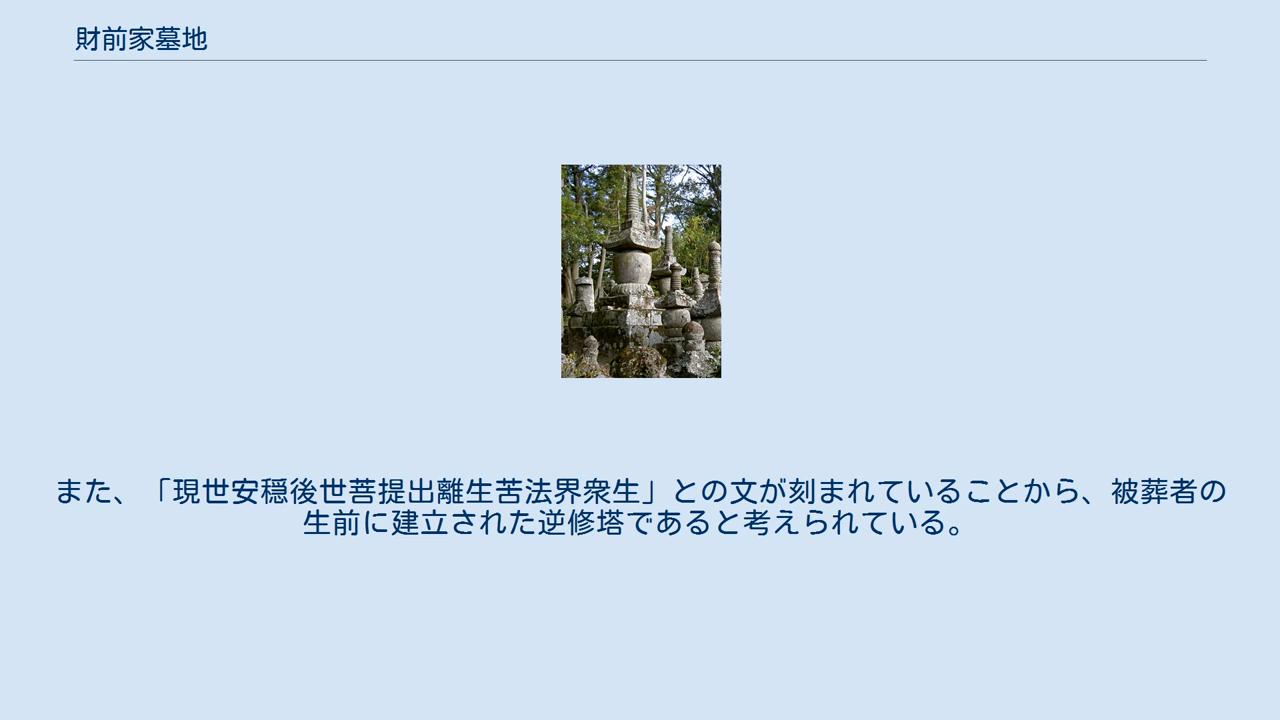 財前家墓地
また、「現世安穏後世菩提出離生苦法界衆生」との文が刻まれていることから、被葬者の
生前に建立された逆修塔であると考えられている。